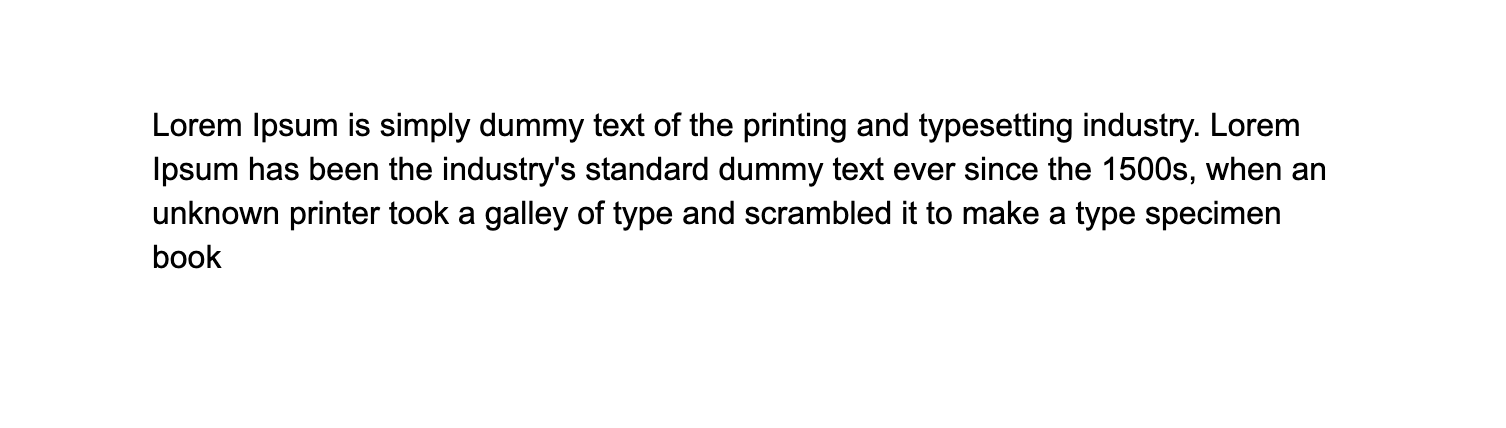 Lorem Ipsum is simply dummy text of the printing and typesetting industry. Lorem
Ipsum has been the industry's standard dummy text ever since the 1500s, when an
unknown printer took a galley of type and scrambled it to make a type specimen
book